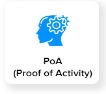 PoA
(Proof of Activity)